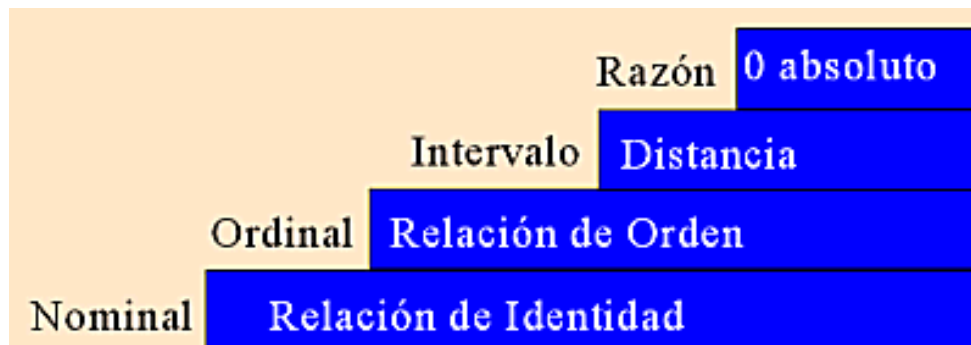 Razón 0 absoluto
Intervalo Distancia
Ordinal Relación de Orden
Nominal Relación de Identidad